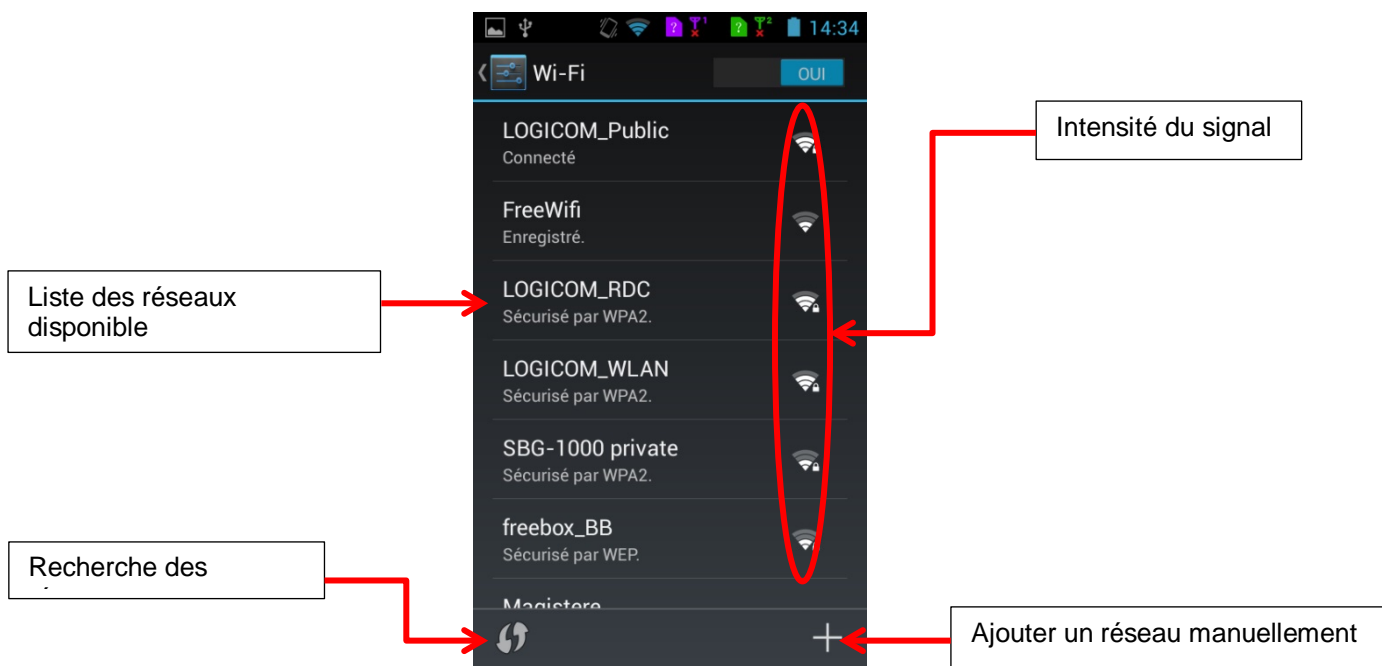 14:34
Wi-Fi
OUI
LOGICOM_Public
Connecté
FreeWifi
Enregistré.
LOGICOM_RDC
Sécurisé par WPA2.
LOGICOM_WLAN
Sécurisé par WPA2.
SBG-1000 private
Sécurisé par WPA2.
freebox_BB
Sécurisé par WEP.
Magistere
Intensité du signal
Liste des réseaux
disponible
Recherche des
Ajouter un réseau manuellement